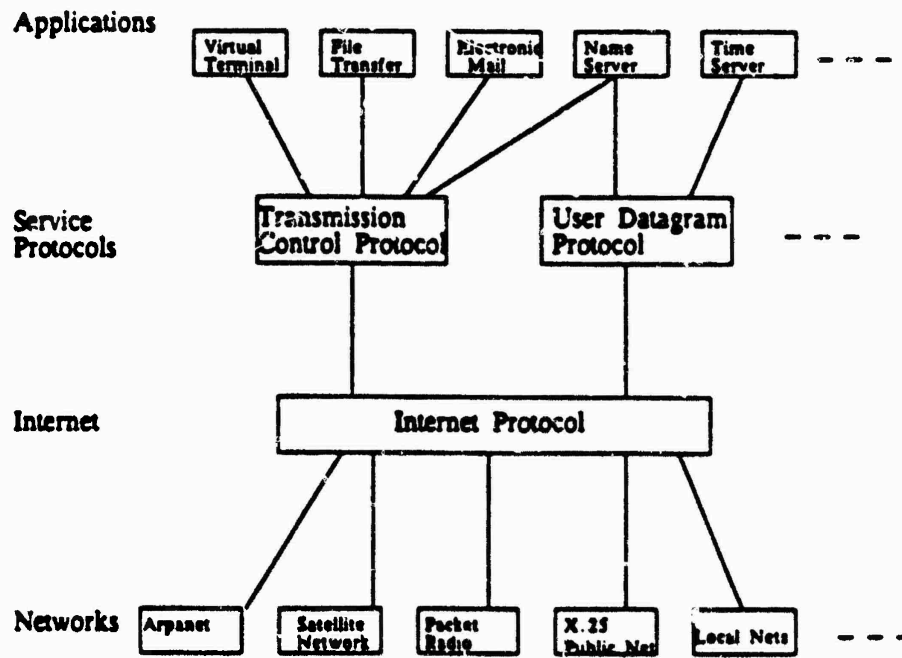 Applications
Virtual
Terminal
File
Transfer
Electronic
Mail
Name
Server
Time
Server
Service
Protocols
Transmission
Control Protocol
User Datagram
Protocol
Internet
Internet Protocol
Networks
Arpanet
Satellite
Network
Packet
Radio
X.25
Public Net
Local Nets